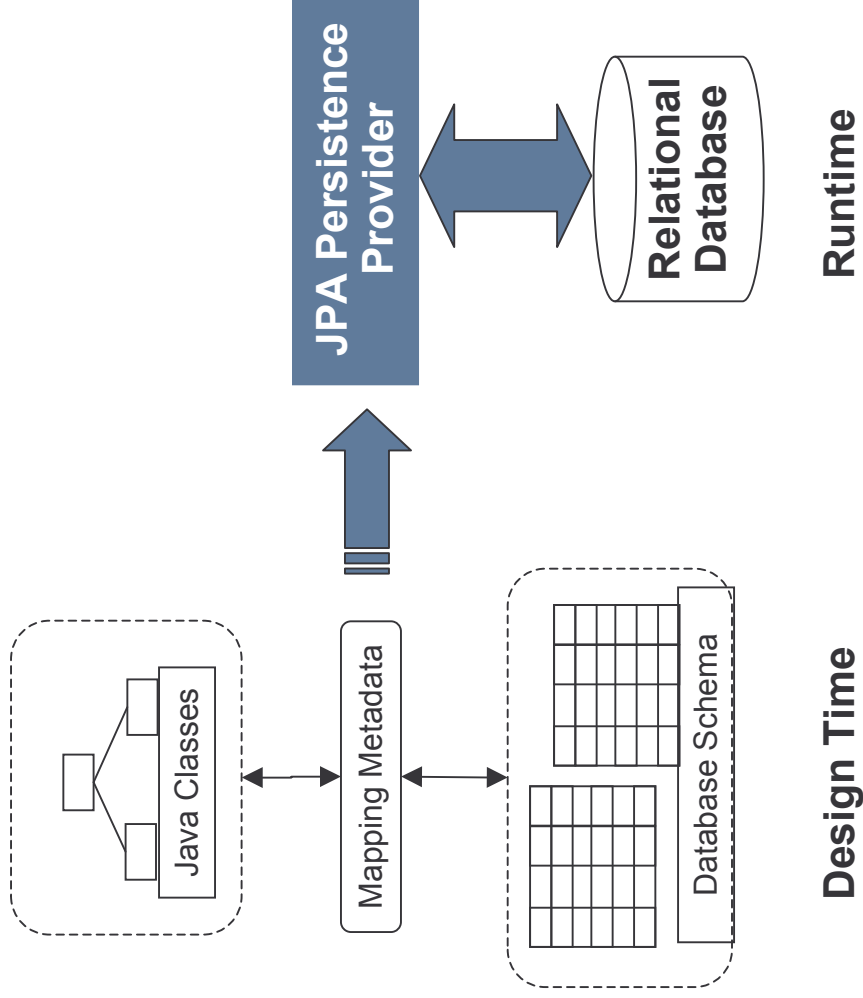 Java Classes
Mapping Metadata
Database Schema
Design Time
JPA Persistence
Provider
Relational
Database
Runtime